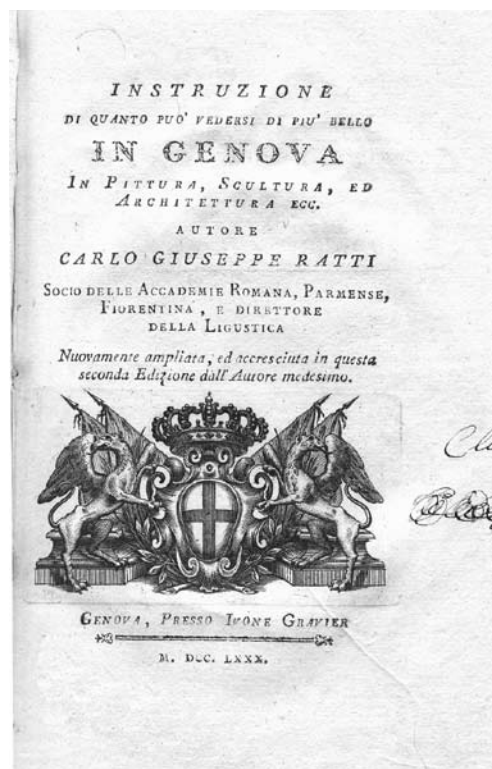 INSTRUZIONE
DI QUANTO PUO' VEDERSI DI PIU' BELLO
IN GENOVA
IN PITTURA, SCULTURA, ED
ARCHITETTURA ECC.
AUTORE
CARLO GIUSEPPE RATTI
SOCIO DELLE ACCADEMIE ROMANA, PARMENSE,
FIORENTINA, E DIRETTORE
DELLA LIGUSTICA
Nuovamente ampliata, ed accresciuta in questa
seconda Edizione dall'Autore medesimo.
GENOVA, PRESSO IVONE GRAVIER
M. DCC. LXXX.